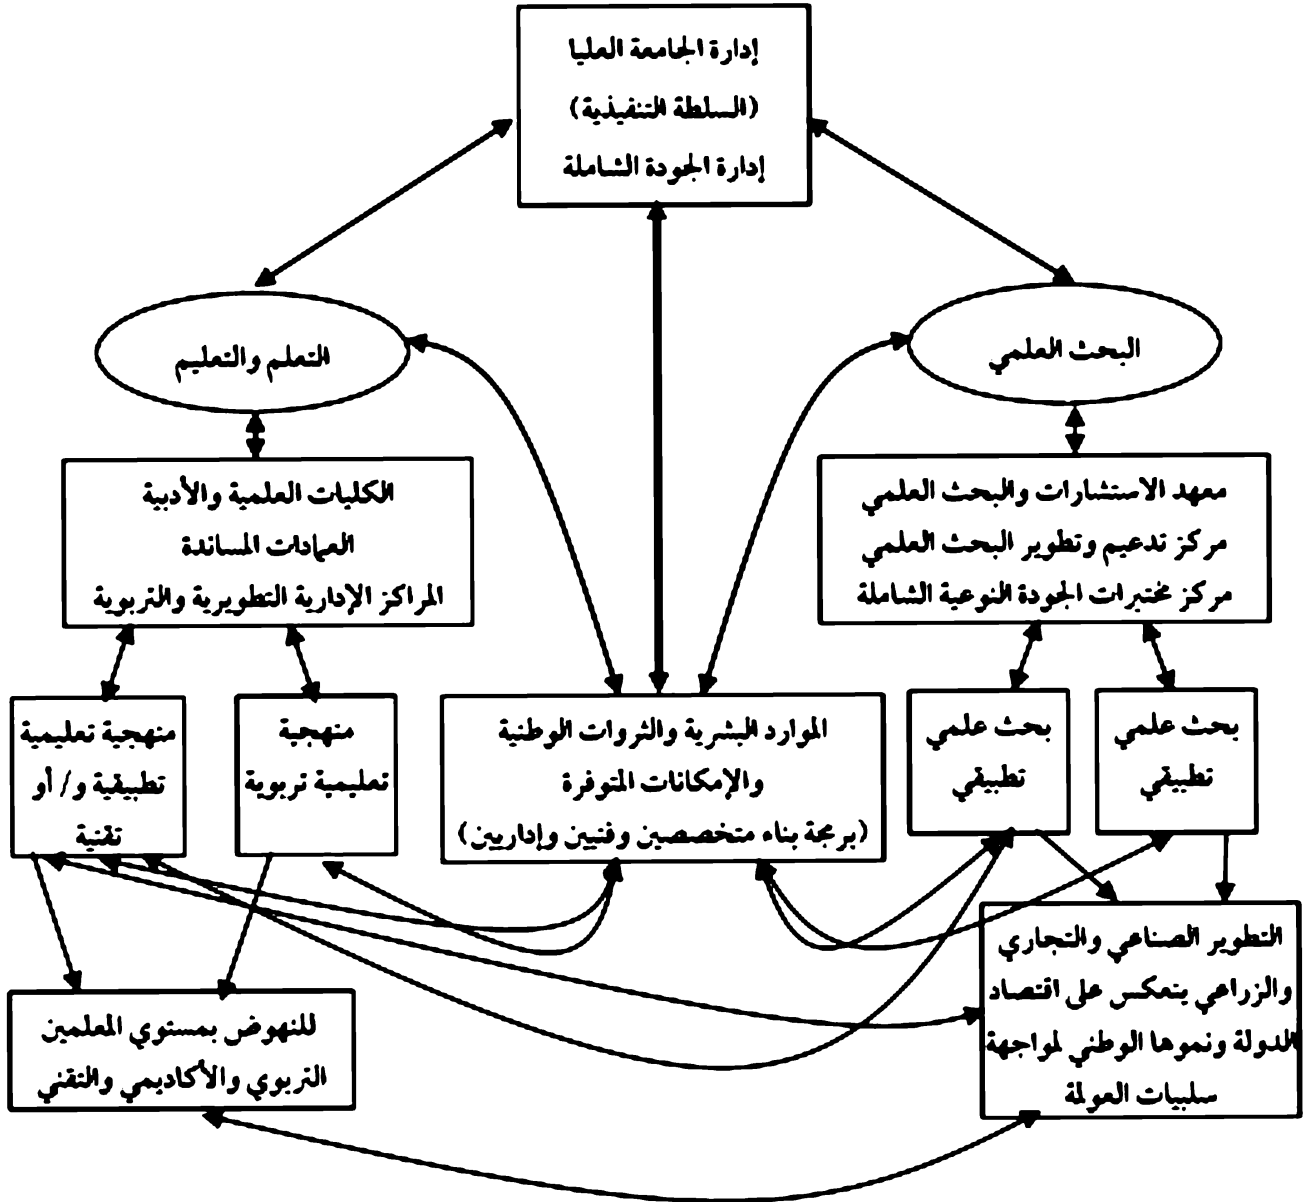 إدارة الجامعة العليا
(السلطة التنفيذية)
إدارة الجودة الشاملة
البحث العلمي
التعلم والتعليم
معهد الاستشارات والبحث العلمي
مركز تدعيم وتطوير البحث العلمي
مركز مختبرات الجودة النوعية الشاملة
الكليات العلمية والأدبية
العمادات المساندة
المراكز الإدارية التطويرية والتربوية
بحث علمي
تطبيقي
بحث علمي
تطبيقي
الموارد البشرية والثروات الوطنية
والإمكانات المتوفرة
(برمجة بناء متخصصين وفنيين وإداريين)
منهجية
تعليمية تربوية
منهجية تعليمية
تطبيقية و/ أو
تقنية
التطوير الصناعي والتجاري
والزراعي ينعكس على اقتصاد
الدولة ونموها الوطني لمواجهة
سلبيات العولمة
للنهوض بمستوي المعلمين
التربوي والأكاديمي والتقني